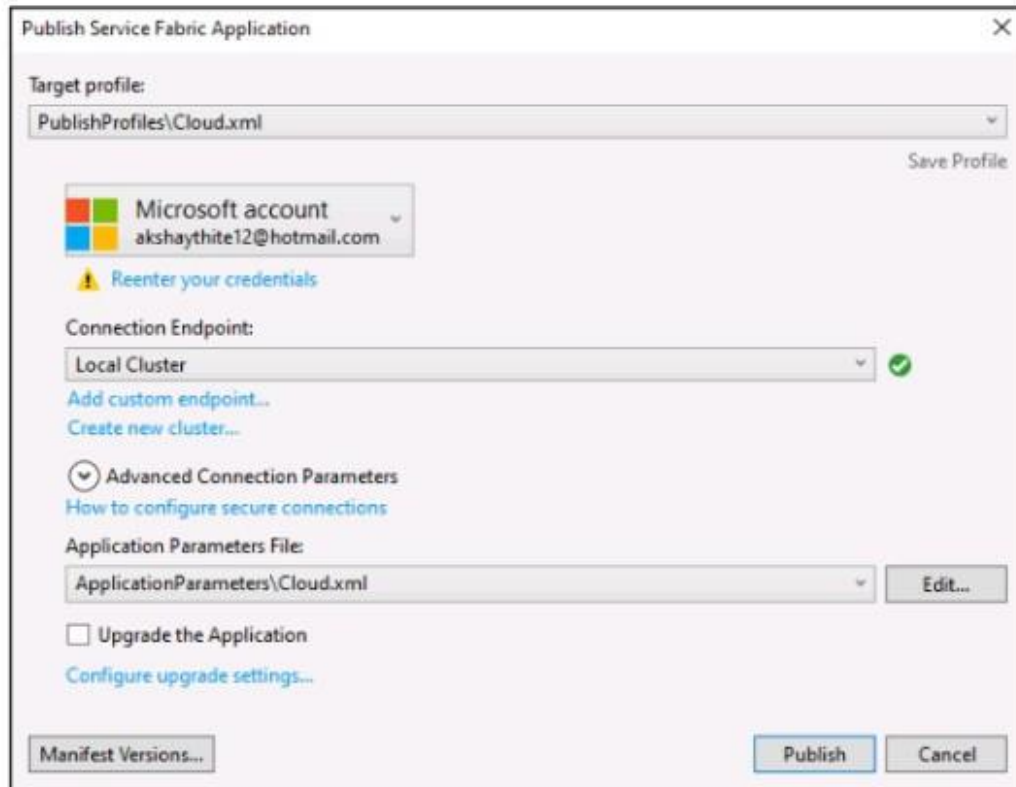 Publish Service Fabric Application
Target profile:
PublishProfiles\Cloud.xml
Save Profile
Microsoft account
akshaythite12@hotmail.com
Reenter your credentials
Connection Endpoint:
Local Cluster
Add custom endpoint...
Create new cluster...
Advanced Connection Parameters
How to configure secure connections
Application Parameters File:
ApplicationParameters\Cloud.xml
Edit...
Upgrade the Application
Configure upgrade settings...
Manifest Versions...
Publish
Cancel